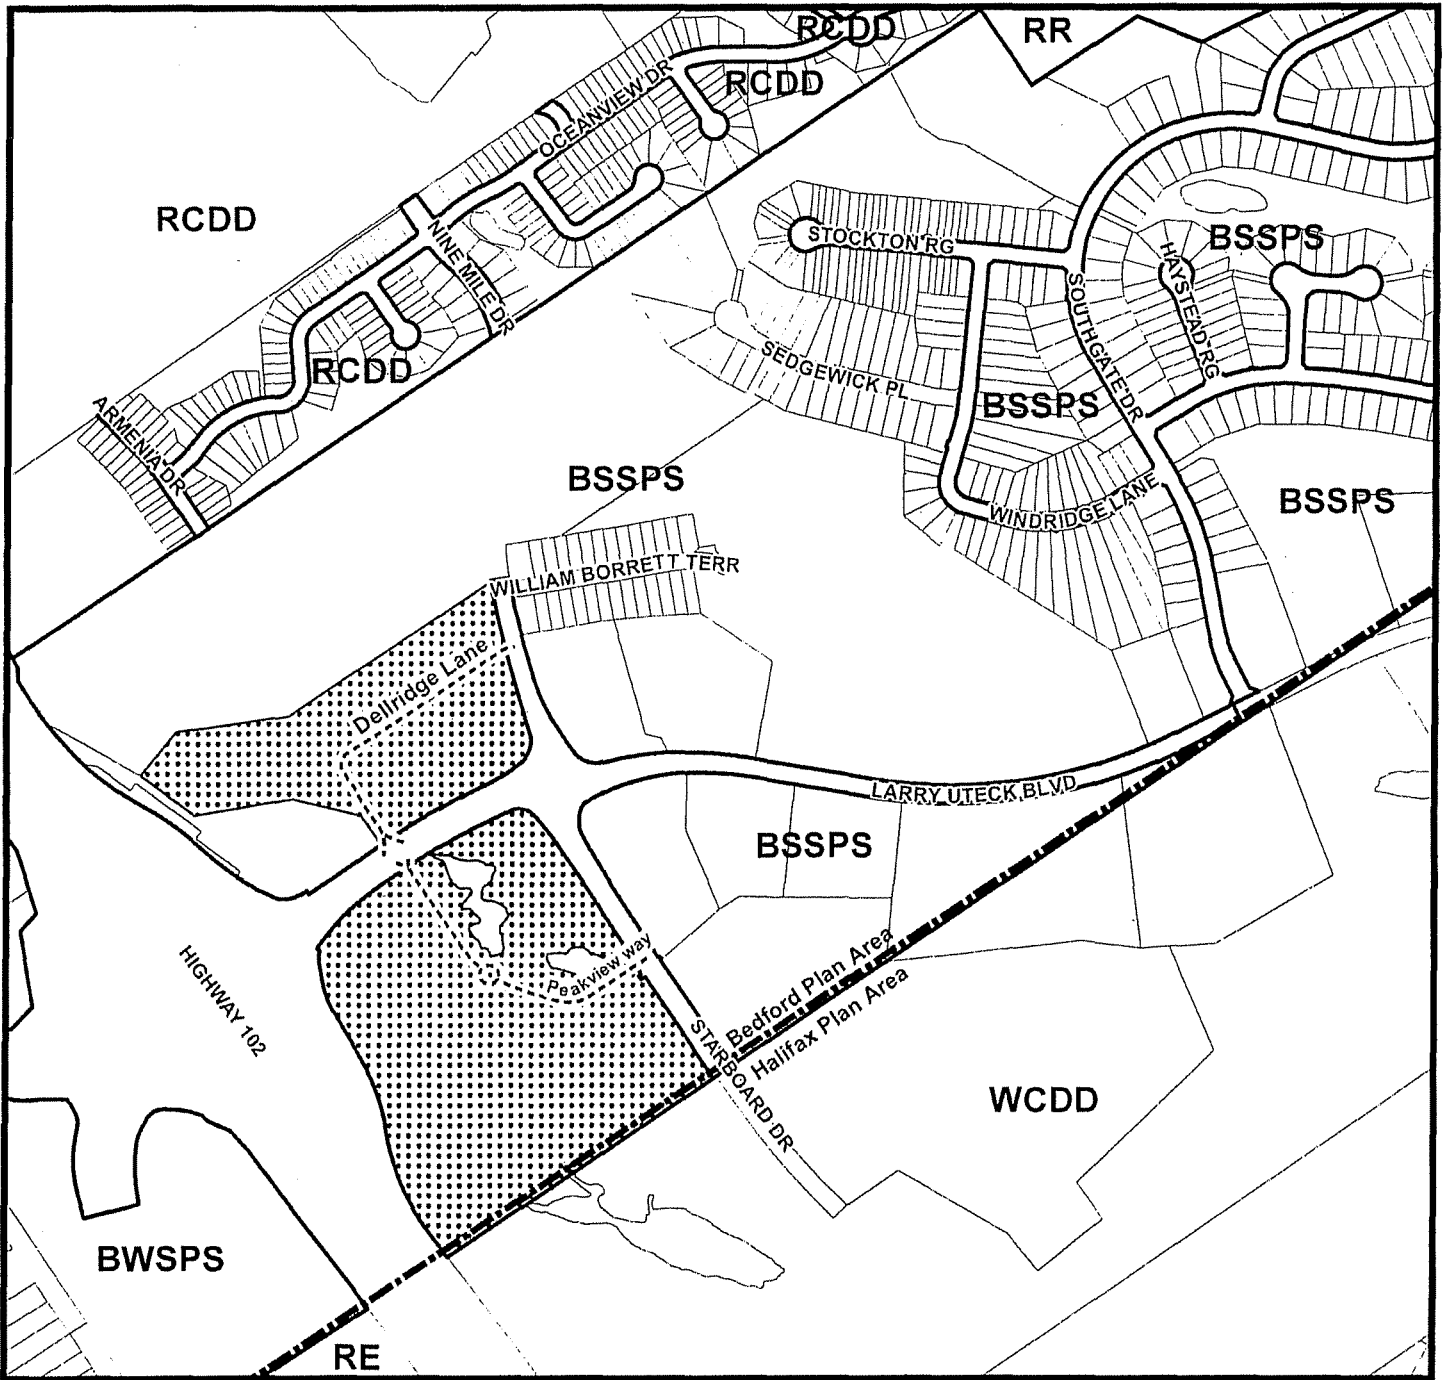 RCDD
RR
RCDD
OCEANVIEW DR
RCDD
NINE MILE DR
STOCKTON RG
HAYSTEAD RG
BSSPS
SOUTHGATE DR
RCDD
SEDGEWICK PL
BSSPS
ARMENIA DR
BSSPS
WINDRIDGE LANE
BSSPS
WILLIAM BORRETT TERR
Dellridge Lane
LARRY UTECK BLVD
BSSPS
HIGHWAY 102
Peakview way
Bedford Plan Area
Halifax Plan Area
STARBOARD DR
WCDD
BWSPS
RE